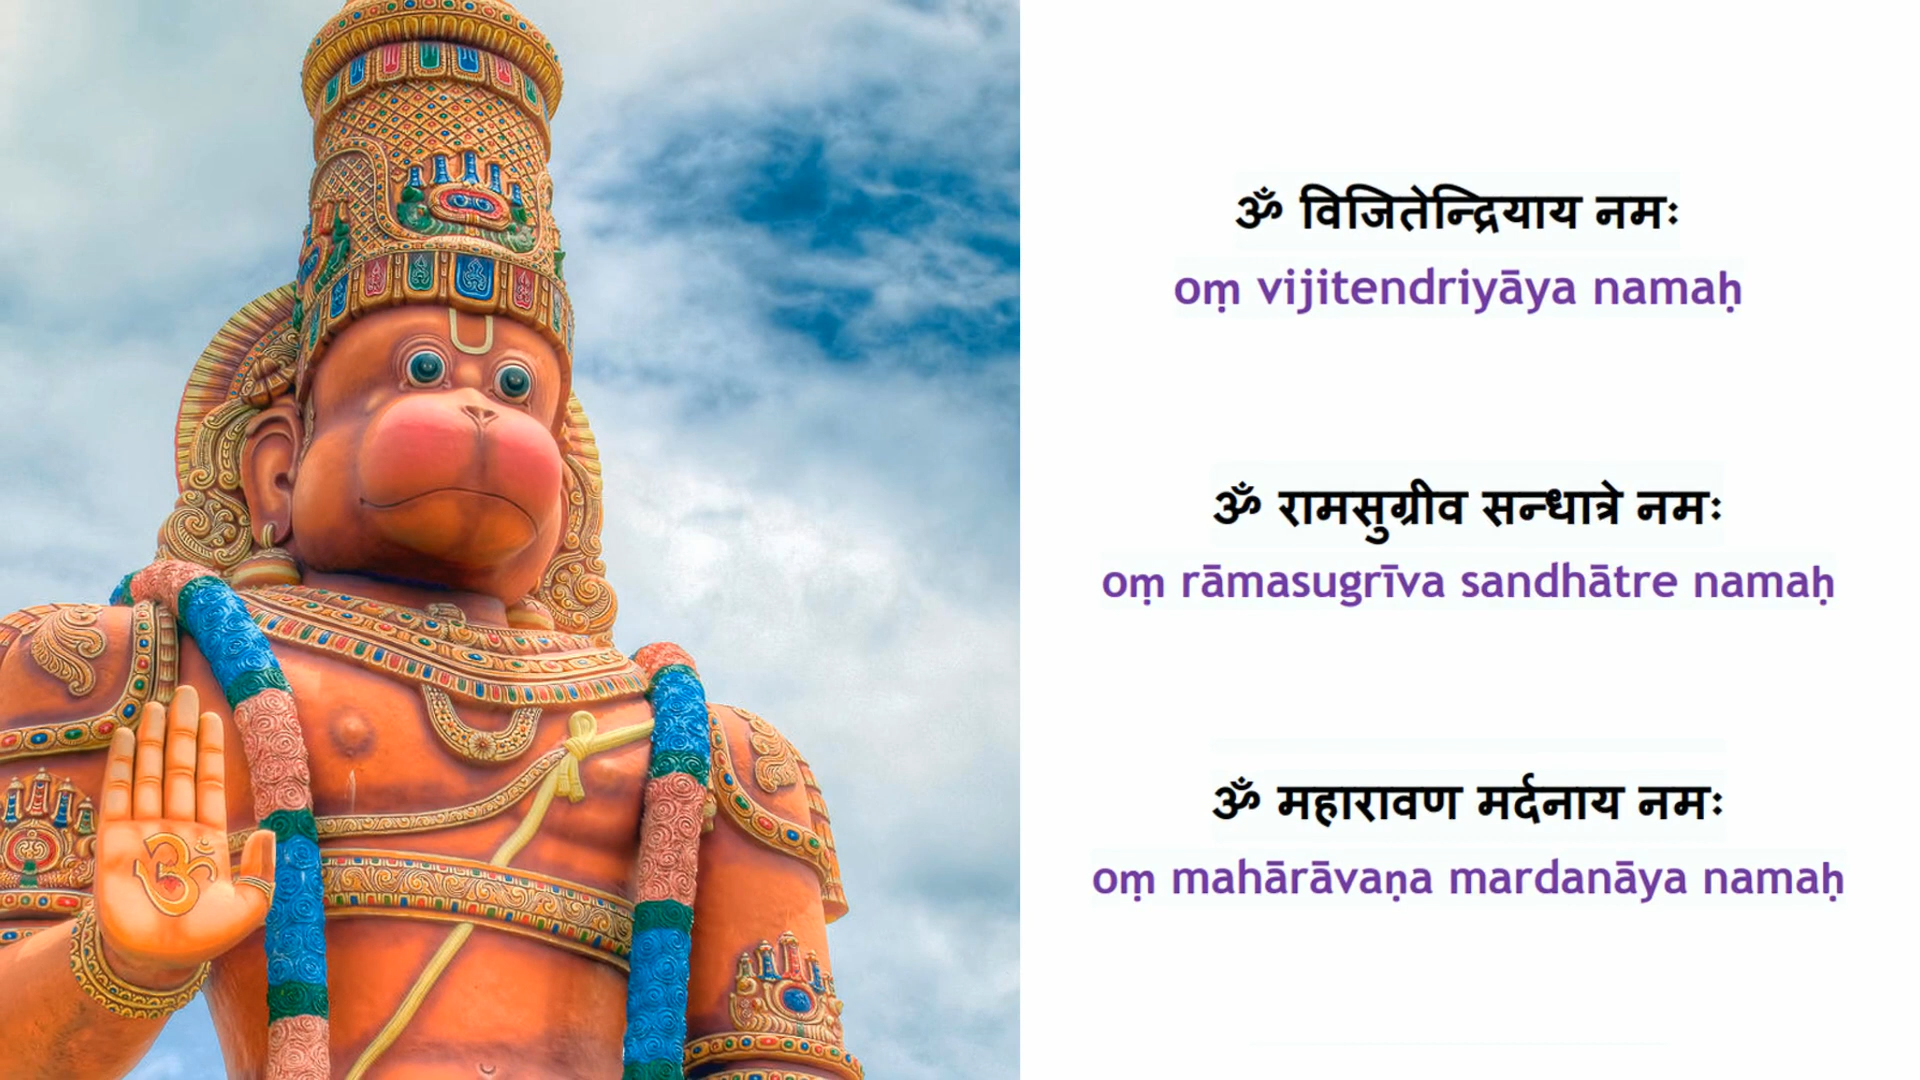 ॐ विजितेन्द्रियाय नमः
oṃ vijitendriyāya namaḥ
ॐ रामसुग्रीव सन्धात्रे नमः
oṃ rāmasugrīva sandhātre namaḥ
ॐ महारावण मर्दनाय नमः
oṃ mahārāvaṇa mardanāya namaḥ
ॐ